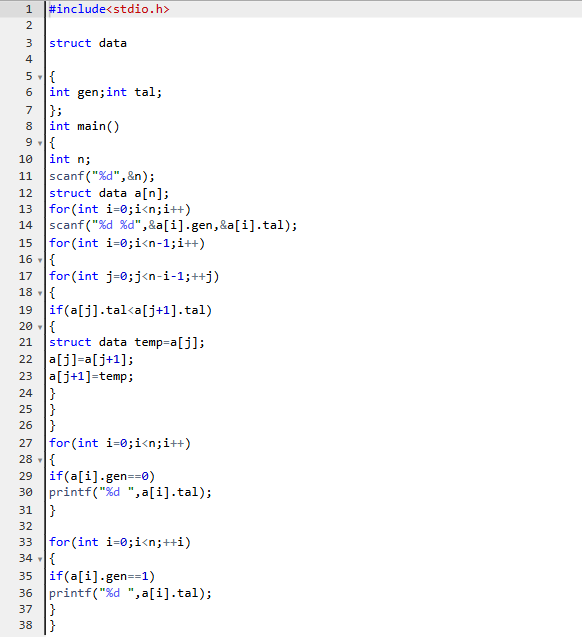 1 #include<stdio.h>
2
3 struct data
4
5 {
6 int gen;int tal;
7 };
8 int main()
9 {
10 int n;
11 scanf("%d",&n);
12 struct data a[n];
13 for(int i=0;i<n;i++)
14 scanf("%d %d",&a[i].gen,&a[i].tal);
15 for(int i=0;i<n-1;i++)
16 {
17 for(int j=0;j<n-i-1;++j)
18 {
19 if(a[j].tal<a[j+1].tal)
20 {
21 struct data temp=a[j];
22 a[j]=a[j+1];
23 a[j+1]=temp;
24 }
25 }
26 }
27 for(int i=0;i<n;i++)
28 {
29 if(a[i].gen==0)
30 printf("%d ",a[i].tal);
31 }
32
33 for(int i=0;i<n;++i)
34 {
35 if(a[i].gen==1)
36 printf("%d ",a[i].tal);
37 }
38 }